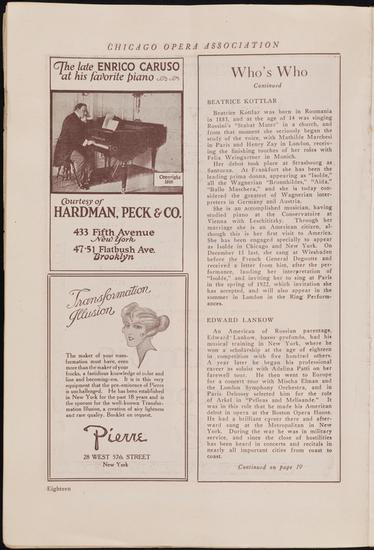 CHICAGO OPERA ASSOCIATION
The late ENRICO CARUSO
at his favorite piano
Copyright
Courtesy of
HARDMAN, PECK & CO.
433 Fifth Avenue
New York
47-51 Flatbush Ave.
Brooklyn
Transformation
Illusion
The maker of your trans-
formation must have, even
more than the maker of your
frocks, a fastidious knowledge of color and
line and becoming-ess. It is in this very
equipment that the pre-eminence of Pierre
is unchallenged. He has been established
in New York for the past 18 years and is
the sponsor for the well-known Transfor-
mation Illusion, a creation of airy lightness
and rare quality. Booklet on request.
Pierre
28 WEST 57th STREET
New York
Eighteen
Who's Who
Continued
BEATRICE KOTTLAR
Beatrice Kottlar was born in Roumania
in 1883, and at the age of 14 was singing
Rossini's "Stabat Mater" in a church, and
from that moment she seriously began the
study of the voice, with Mathilde Marchesi
in Paris and Henry Zay in London, receiv-
ing the finishing touches of her roles with
Felix Weingartner in Munich.
Her debut took place at Strasbourg as
Santuzza. At Frankfurt she has been the
leading prima donna, appearing as "Isolde,"
all the Wagnerian "Brunnhildes," "Aida,"
"Ballo Maschera," and she is today con-
sidered the greatest of Wagnerian inter-
preters in Germany and Austria.
She is an accomplished musician, having
studied piano at the Conservatoire at
Vienna with Leschititzky. Through her
marriage she is an American citizen, al-
though this is her first visit to America.
She has been engaged specially to appear
as Isolde in Chicago and New York. On
December 11 last, she sang at Wiesbaden
before the French General Degoutte and
received a letter from him, after the per-
formance, lauding her interpretation of
"Isolde," and inviting her to sing at Paris
in the spring of 1922, which invitation she
has accepted, and will also appear in the
summer in London in the Ring Perform-
ances.
EDWARD LANKOW
An American of Russian parentage,
Edward Lankow, basso profundo, had his
musical training in New York, where he
won a scholarship at the age of eighteen
in competition with five hundred others.
A year later he began his professional
career as soloist with Adelina Patti on her
farewell tour. He then went to Europe
for a concert tour with Mischa Elman and
the London Symphony Orchestra, and in
Paris Debussy selected him for the role
of Arkel in "Pelleas and Melisande." It
was in this role that he made his American
debut in opera at the Boston Opera House.
He had a brilliant career there and after-
ward sang at the Metropolitan in New
York. During the war he was in military
service, and since the close of hostilities
has been heard in concerts and recitals in
nearly all important cities from coast to
coast.
Continued on page 19